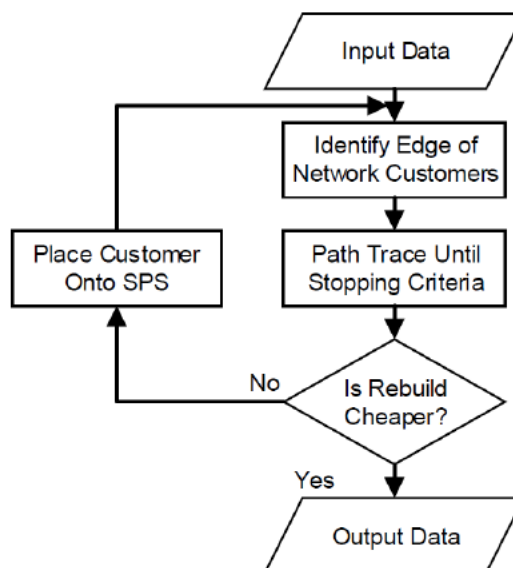 Input Data
Identify Edge of
Network Customers
Place Customer
Onto SPS
Path Trace Until
Stopping Criteria
No
Is Rebuild
Cheaper?
Yes
Output Data